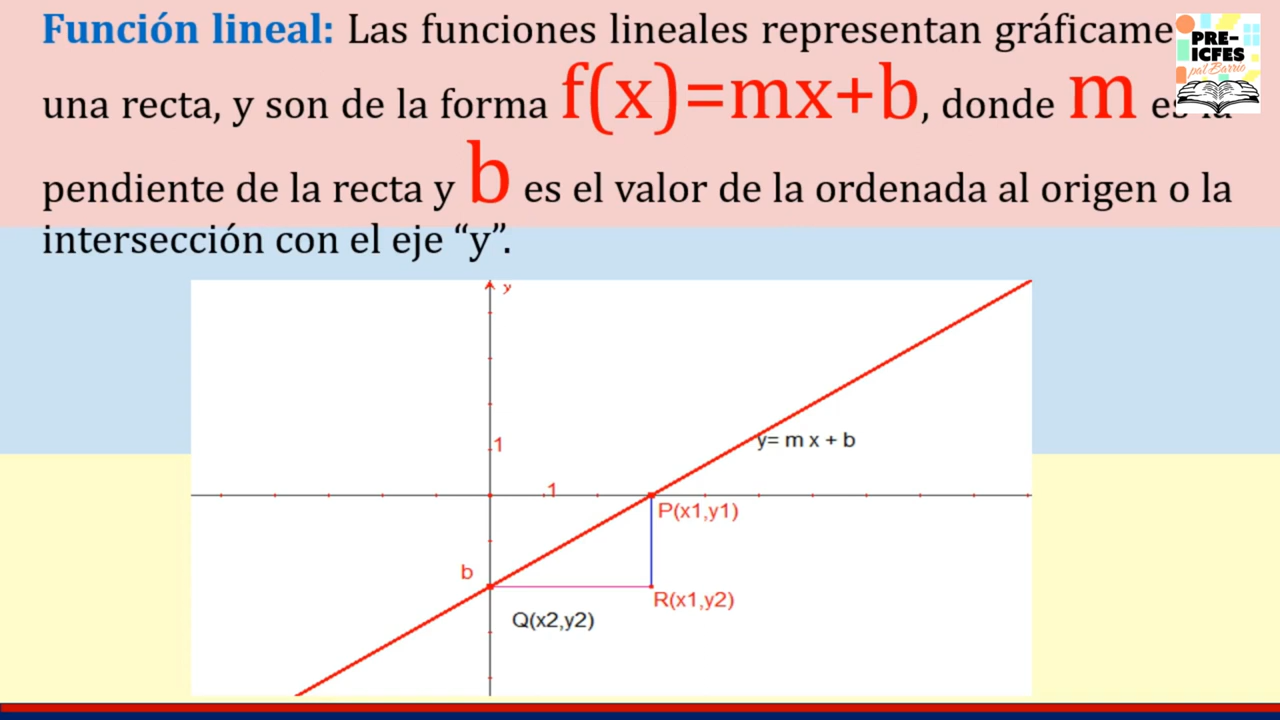 Función lineal: Las funciones lineales representan gráficame
una recta, y son de la forma f(x)=mx+b, donde m es la
pendiente de la recta y b es el valor de la ordenada al origen o la
intersección con el eje “y”.
PRE-
ICFES
pal Barrio
y
1
y= m x + b
1
P(x1,y1)
b
R(x1,y2)
Q(x2,y2)